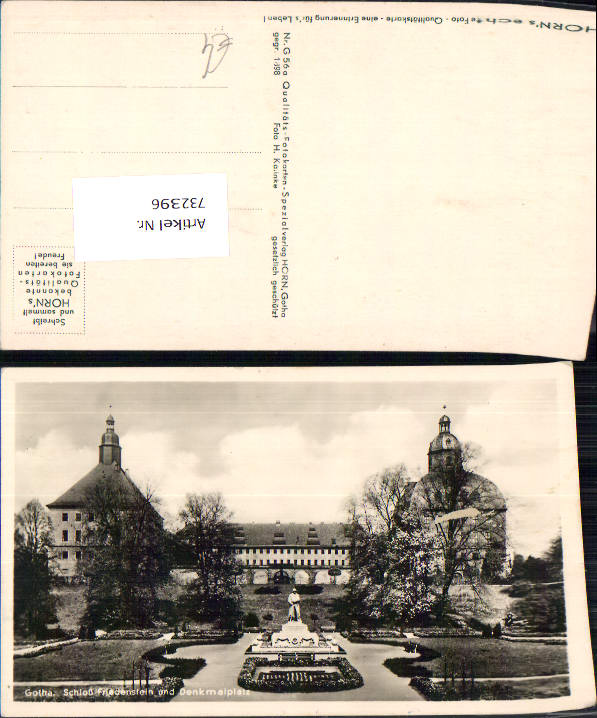 HORN's echte Foto - Qualitätskarte - eine Erinnerung für's Leben!
Nr. G 56a Qualitäts-Fotokarten-Spezialverlag HORN, Gotha
gegr. 1898 Foto H. Kalinke gesetzlich geschützt
Artikel Nr.
732396
Schreibt
und sammelt
HORN's
bekannte
Qualitäts-
Fotokarten
sie bereiten
Freude!
Gotha. Schloß Friedenstein und Denkmalplatz